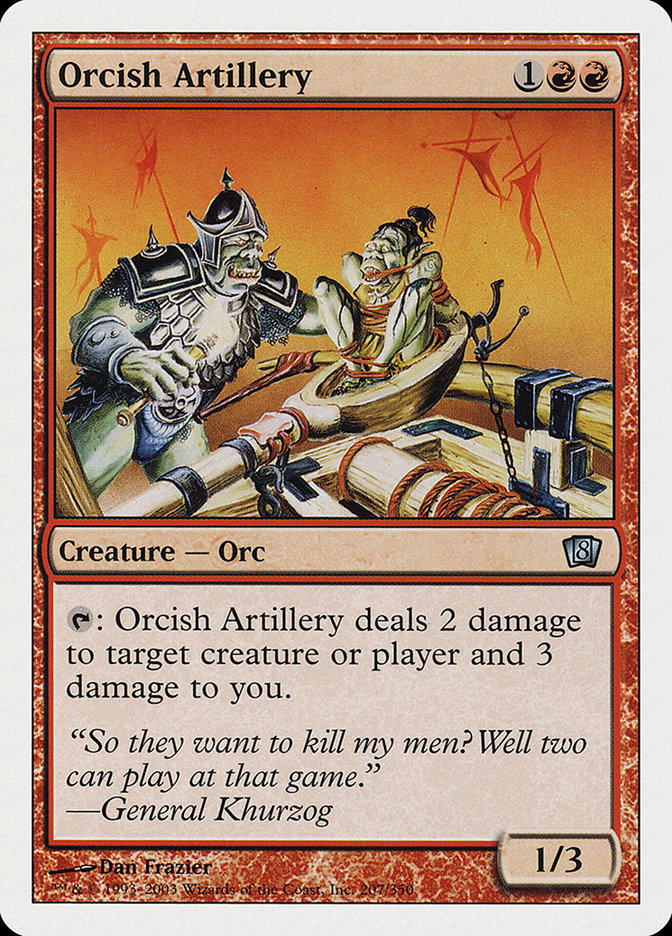 Orcish Artillery 1
Creature — Orc 8
: Orcish Artillery deals 2 damage
to target creature or player and 3
damage to you.
“So they want to kill my men? Well two
can play at that game.”
—General Khurzog
1/3
Dan Frazier
™ & © 1993–2003 Wizards of the Coast, Inc. 207/350